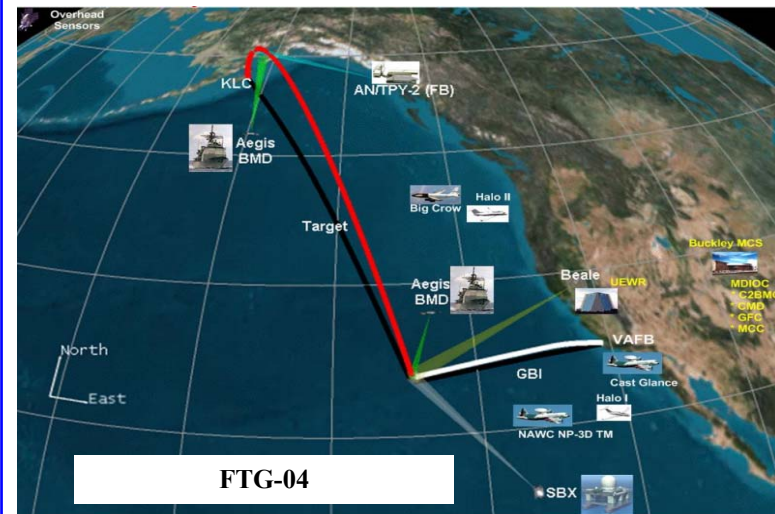 Overhead
Sensors
KLC
AN/TPY-2 (FB)
Aegis
BMD
Big Crow
Halo II
Target
Buckley MCS
Aegis
BMD
Beale
UEWR
MDIOC
* C2BMC
* CMD
* GFC
* MCC
North
East
VAFB
GBI
Cast Glance
Halo I
NAWC NP-3D TM
FTG-04
SBX